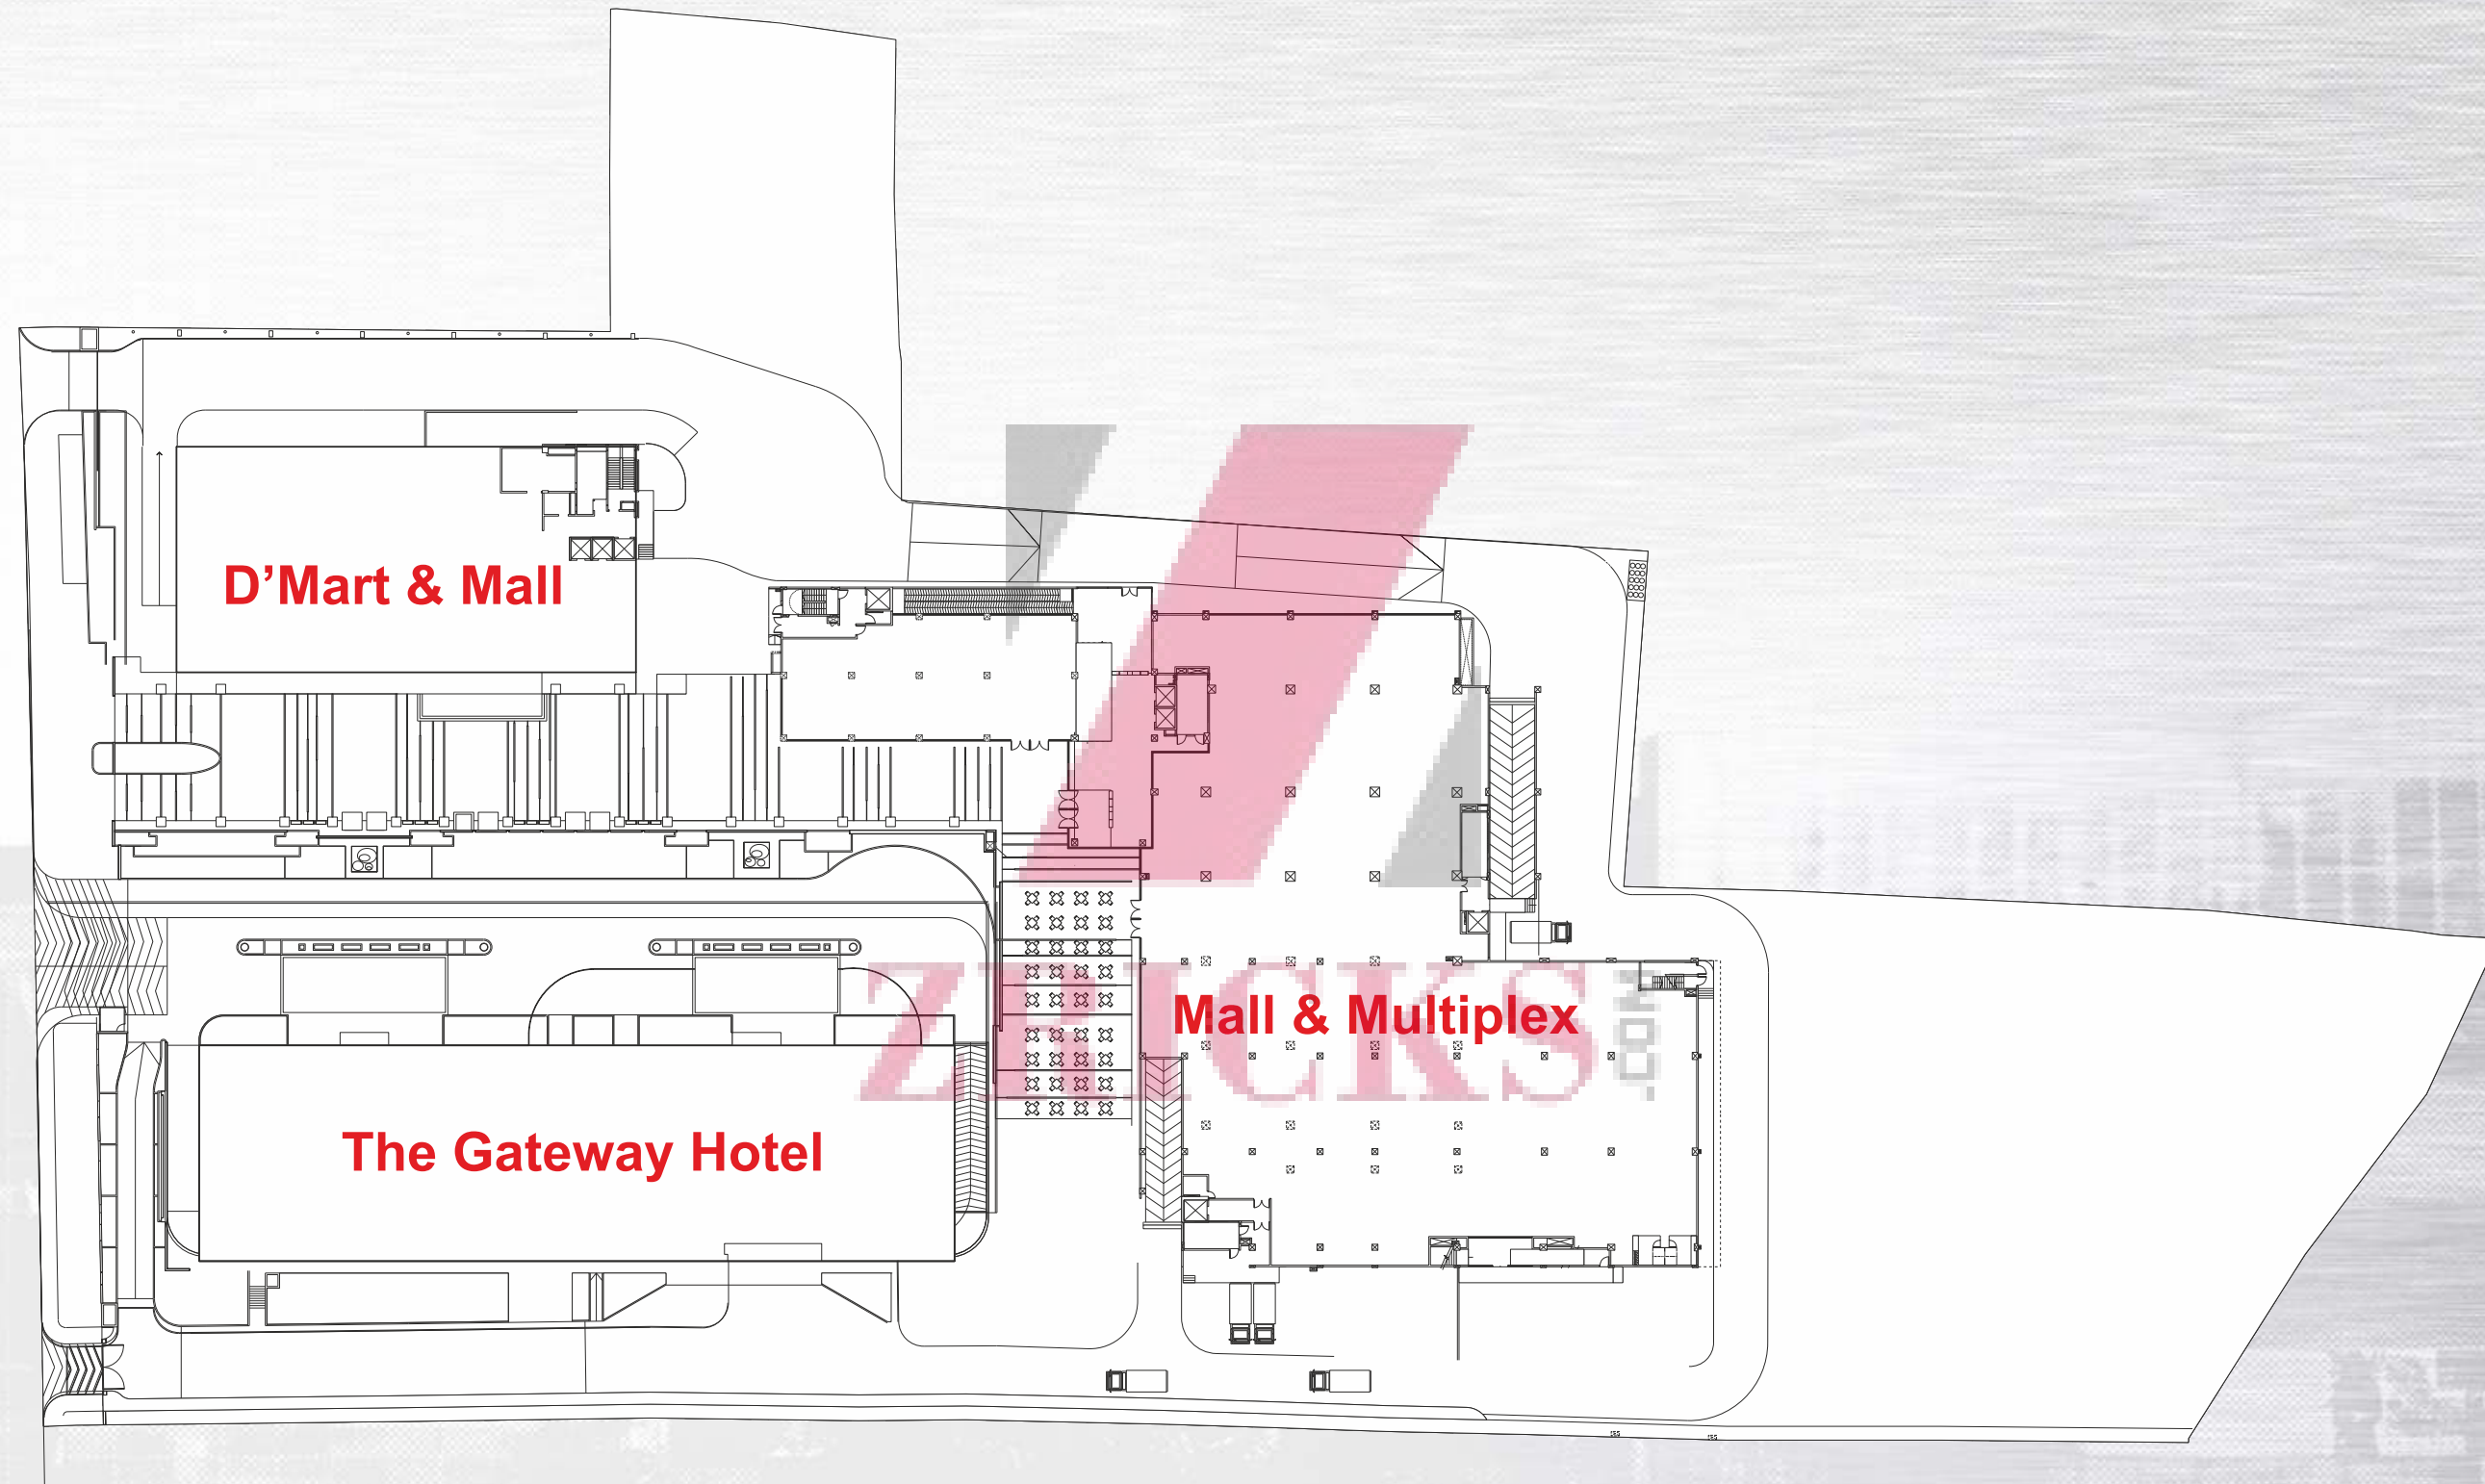 D’Mart & Mall
Mall & Multiplex
ZRICKS
.COM
The Gateway Hotel